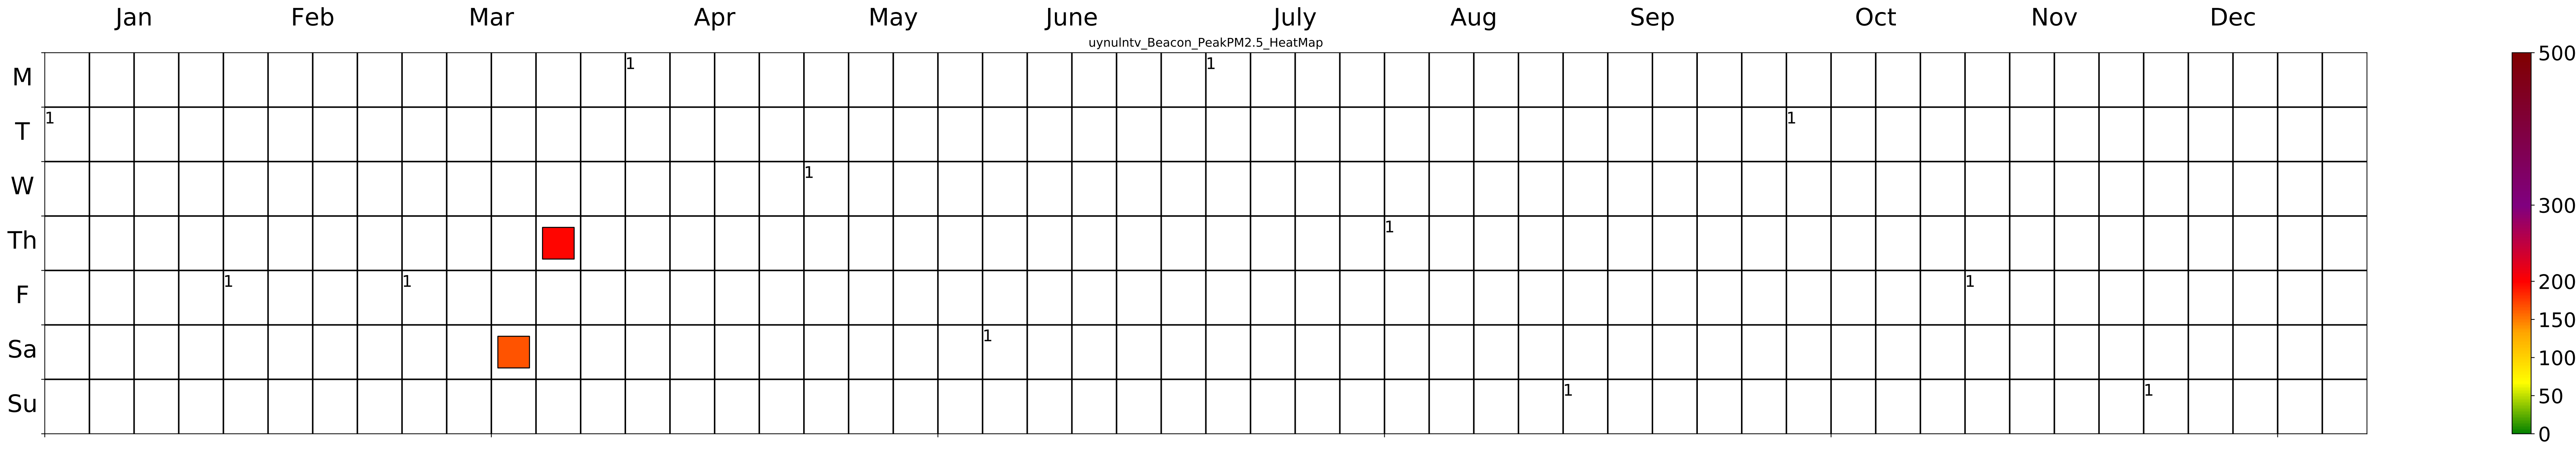 Jan Feb Mar Apr May June July Aug Sep Oct Nov Dec
uynulntv_Beacon_PeakPM2.5_HeatMap
M 1 1
T 1 1
W 1
Th 1
F 1 1 1
Sa 1
Su 1 1
500
300
200
150
100
50
0